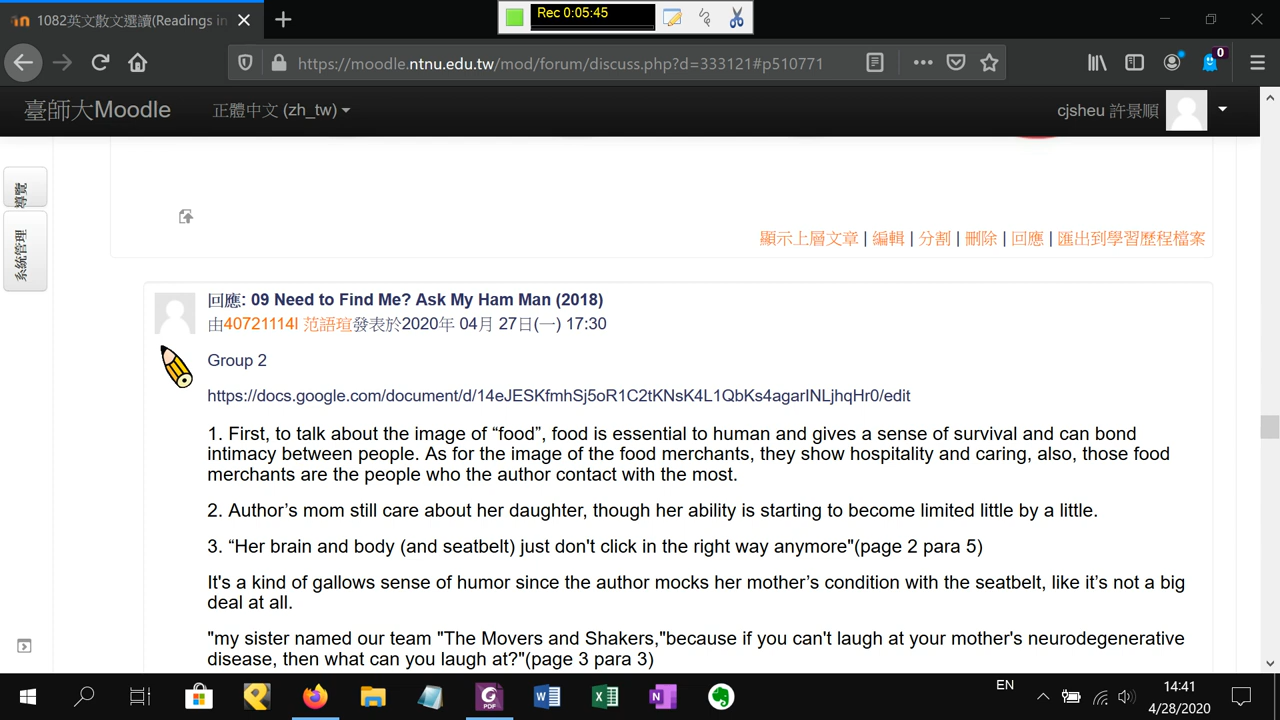 1082英文散文選讀(Readings in
Rec 0:05:45
https://moodle.ntnu.edu.tw/mod/forum/discuss.php?d=333121#p510771
0
臺師大Moodle
正體中文 (zh_tw)
cjsheu 許景順
導覽
系統管理
顯示上層文章 | 編輯 | 分割 | 刪除 | 回應 | 匯出到學習歷程檔案
回應: 09 Need to Find Me? Ask My Ham Man (2018)
由40721114I 范語瑄發表於2020年 04月 27日(一) 17:30
Group 2
https://docs.google.com/document/d/14eJESKfmhSj5oR1C2tKNsK4L1QbKs4agarINLjhqHr0/edit
1. First, to talk about the image of “food”, food is essential to human and gives a sense of survival and can bond
intimacy between people. As for the image of the food merchants, they show hospitality and caring, also, those food
merchants are the people who the author contact with the most.
2. Author’s mom still care about her daughter, though her ability is starting to become limited little by a little.
3. “Her brain and body (and seatbelt) just don't click in the right way anymore"(page 2 para 5)
It's a kind of gallows sense of humor since the author mocks her mother’s condition with the seatbelt, like it’s not a big
deal at all.
"my sister named our team "The Movers and Shakers,"because if you can't laugh at your mother's neurodegenerative
disease, then what can you laugh at?"(page 3 para 3)
PDF
EN
14:41
4/28/2020